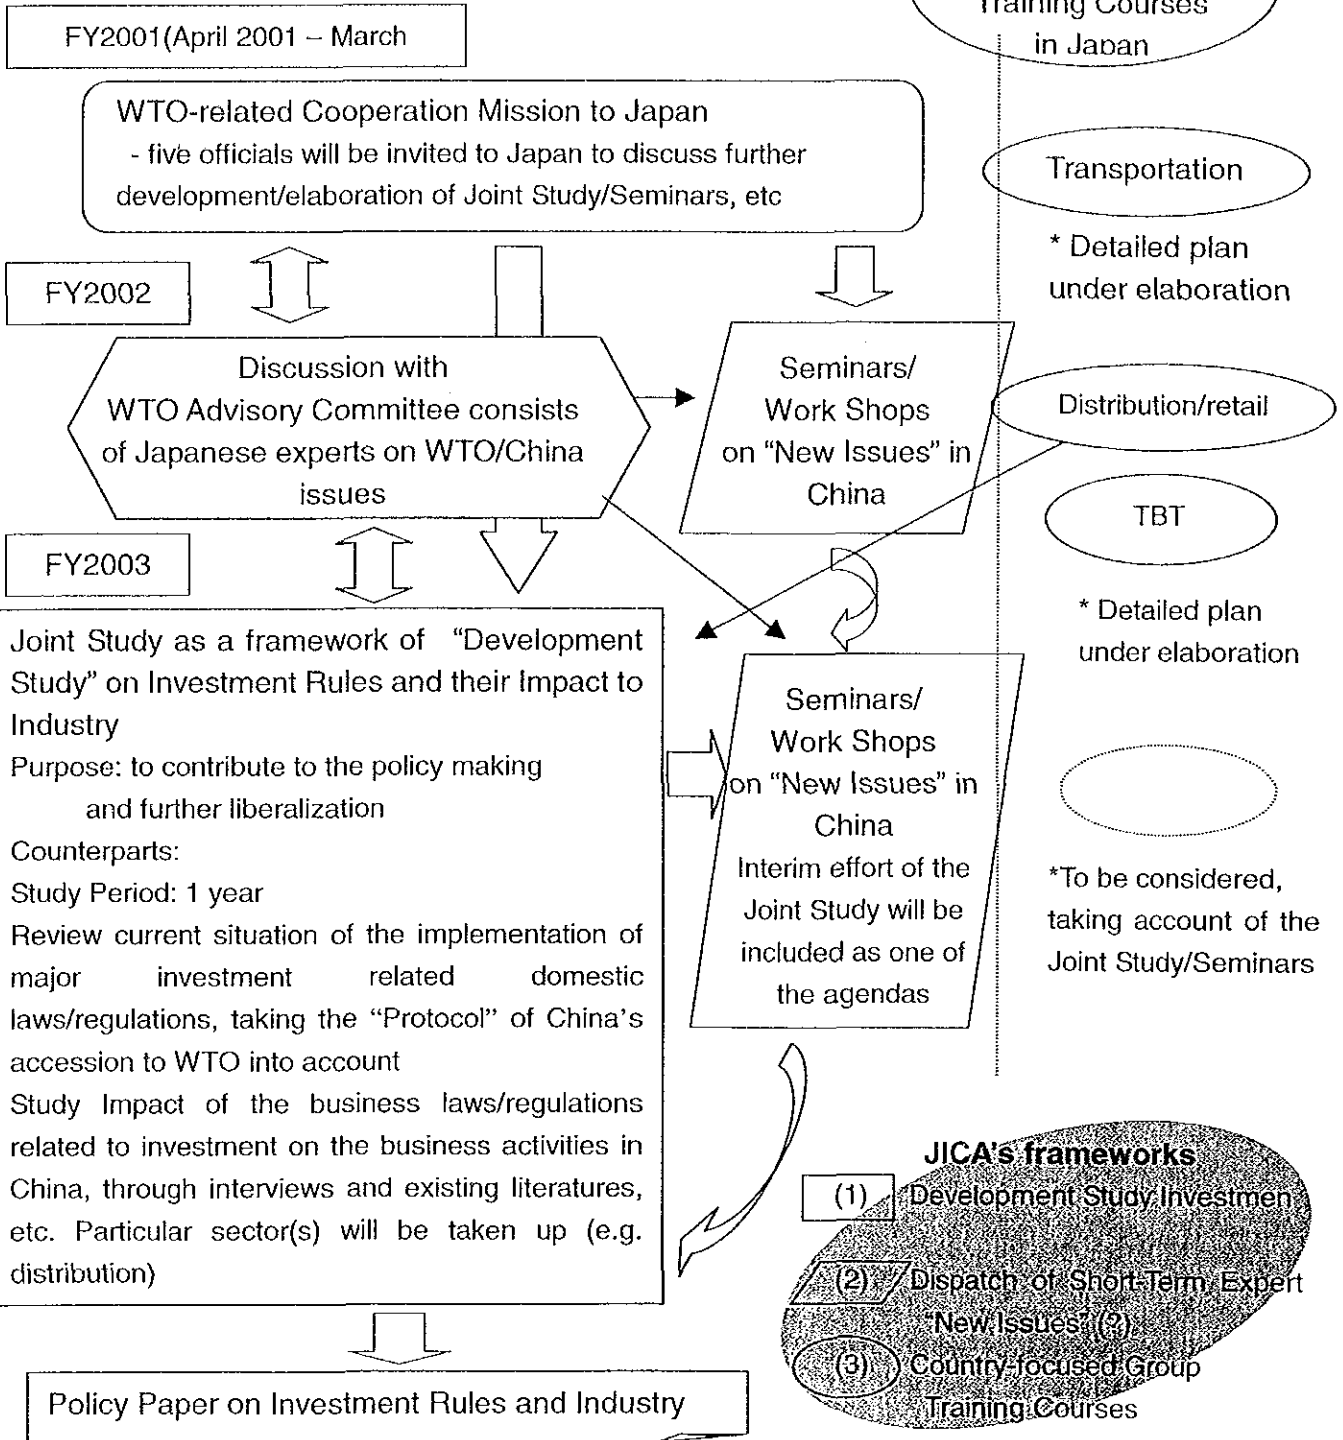 Training Courses
in Japan
FY2001(April 2001 – March
WTO-related Cooperation Mission to Japan
- five officials will be invited to Japan to discuss further
development/elaboration of Joint Study/Seminars, etc
Transportation
* Detailed plan
under elaboration
FY2002
Discussion with
WTO Advisory Committee consists
of Japanese experts on WTO/China
issues
Seminars/
Work Shops
on “New Issues” in
China
Distribution/retail
TBT
* Detailed plan
under elaboration
FY2003
Joint Study as a framework of “Development
Study” on Investment Rules and their Impact to
Industry
Purpose: to contribute to the policy making
and further liberalization
Counterparts:
Study Period: 1 year
Review current situation of the implementation of
major investment related domestic
laws/regulations, taking the “Protocol” of China's
accession to WTO into account
Study Impact of the business laws/regulations
related to investment on the business activities in
China, through interviews and existing literatures,
etc. Particular sector(s) will be taken up (e.g.
distribution)
Seminars/
Work Shops
on “New Issues” in
China
Interim effort of the
Joint Study will be
included as one of
the agendas
*To be considered,
taking account of the
Joint Study/Seminars
JICA's frameworks
(1) Development Study Investmen
(2) Dispatch of Short-Term Expert
“New Issues” (2)
(3) Country-focused Group
Training Courses
Policy Paper on Investment Rules and Industry